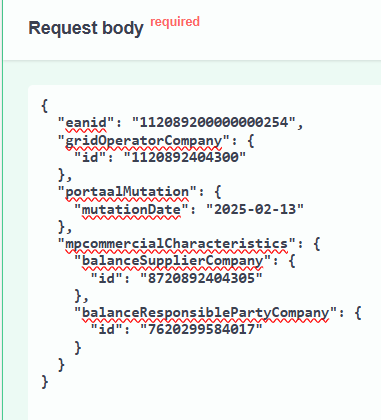 Request body required
{
"eanid": "112089200000000254",
"gridOperatorCompany": {
"id": "1120892404300"
},
"portaalMutation": {
"mutationDate": "2025-02-13"
},
"mpcommercialCharacteristics": {
"balanceSupplierCompany": {
"id": "8720892404305"
},
"balanceResponsiblePartyCompany": {
"id": "7620299584017"
}
}
}